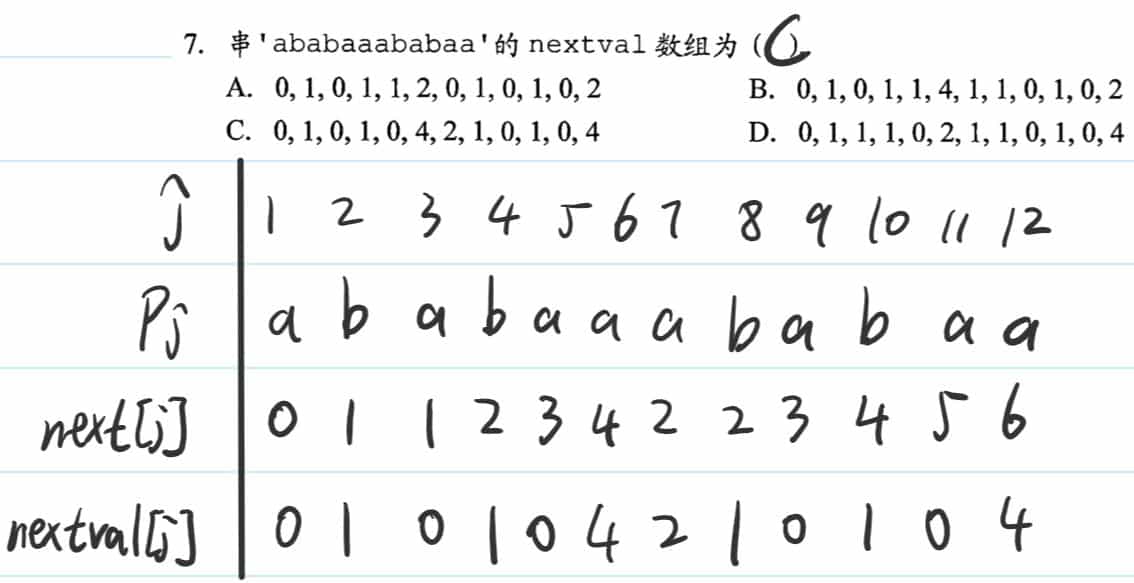 7. 串'ababaaababaa'的 nextval 数组为（C）。
A. 0, 1, 0, 1, 1, 2, 0, 1, 0, 1, 0, 2 B. 0, 1, 0, 1, 1, 4, 1, 1, 0, 1, 0, 2
C. 0, 1, 0, 1, 0, 4, 2, 1, 0, 1, 0, 4 D. 0, 1, 1, 1, 0, 2, 1, 1, 0, 1, 0, 4
j 1 2 3 4 5 6 7 8 9 10 11 12
Pj a b a b a a a b a b a a
next[j] 0 1 1 2 3 4 2 2 3 4 5 6
nextval[j] 0 1 0 1 0 4 2 1 0 1 0 4